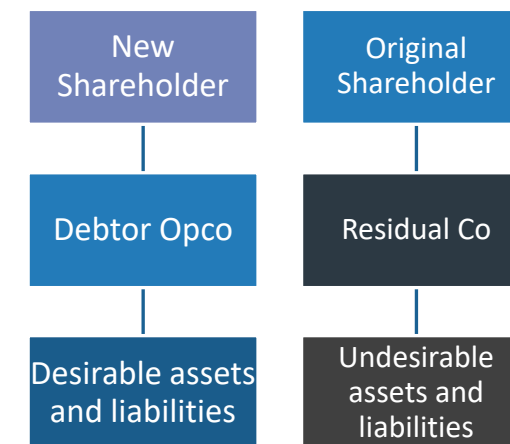 New
Shareholder
Original
Shareholder
Debtor Opco
Residual Co
Desirable assets
and liabilities
Undesirable
assets and
liabilities